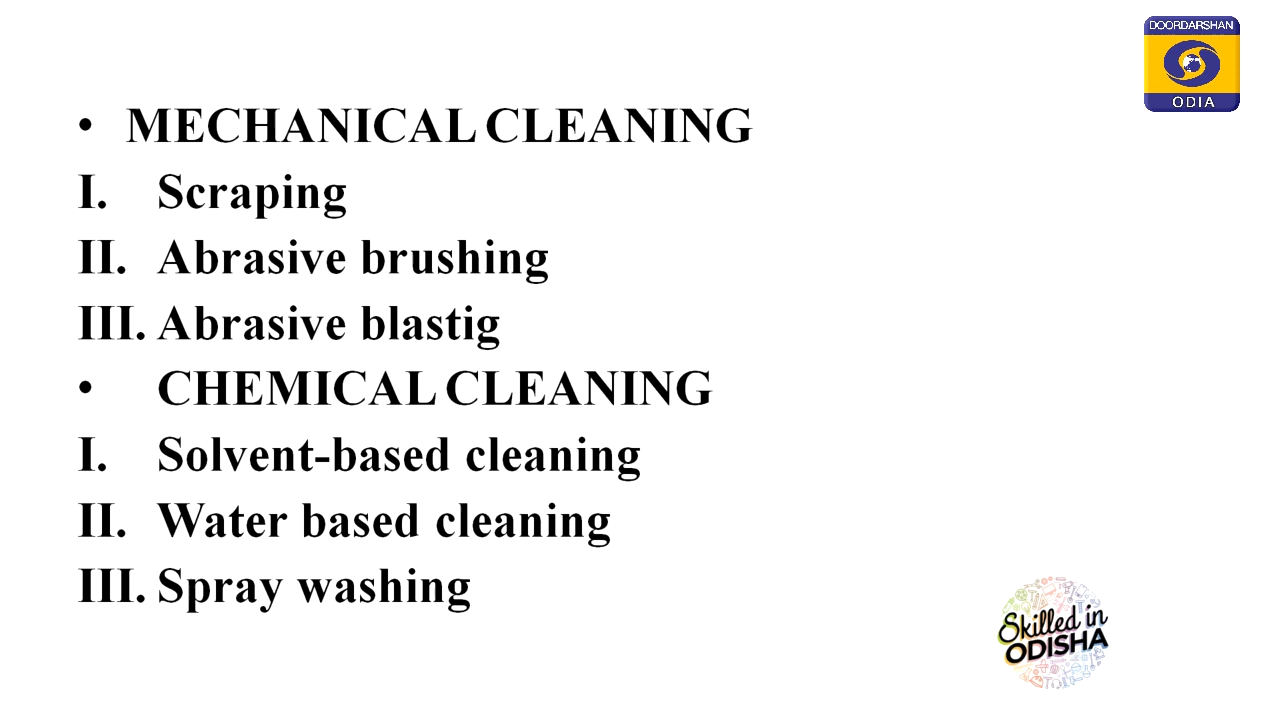 DOORDARSHAN
ODIA
• MECHANICAL CLEANING
I. Scraping
II. Abrasive brushing
III. Abrasive blastig
• CHEMICAL CLEANING
I. Solvent-based cleaning
II. Water based cleaning
III. Spray washing
Skilled in
ODISHA